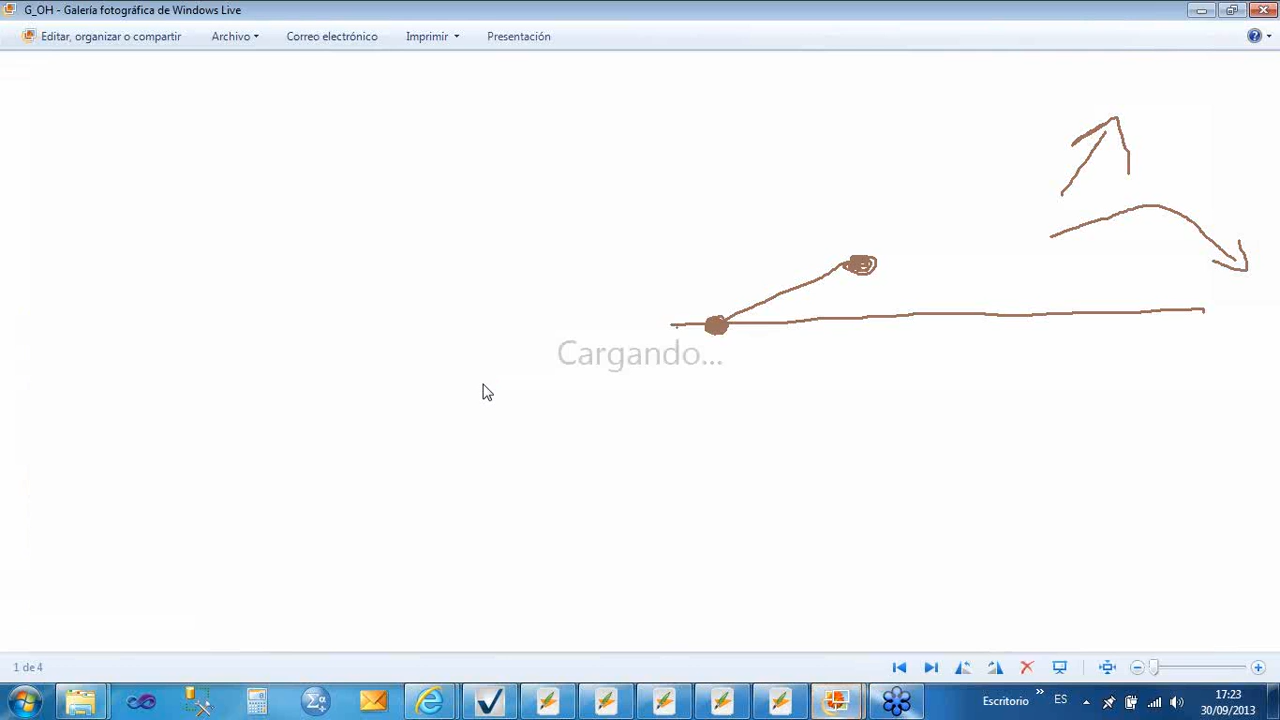 G_OH - Galería fotográfica de Windows Live
Editar, organizar o compartir Archivo Correo electrónico Imprimir Presentación
Cargando...
1 de 4
Escritorio » ES 17:23
30/09/2013